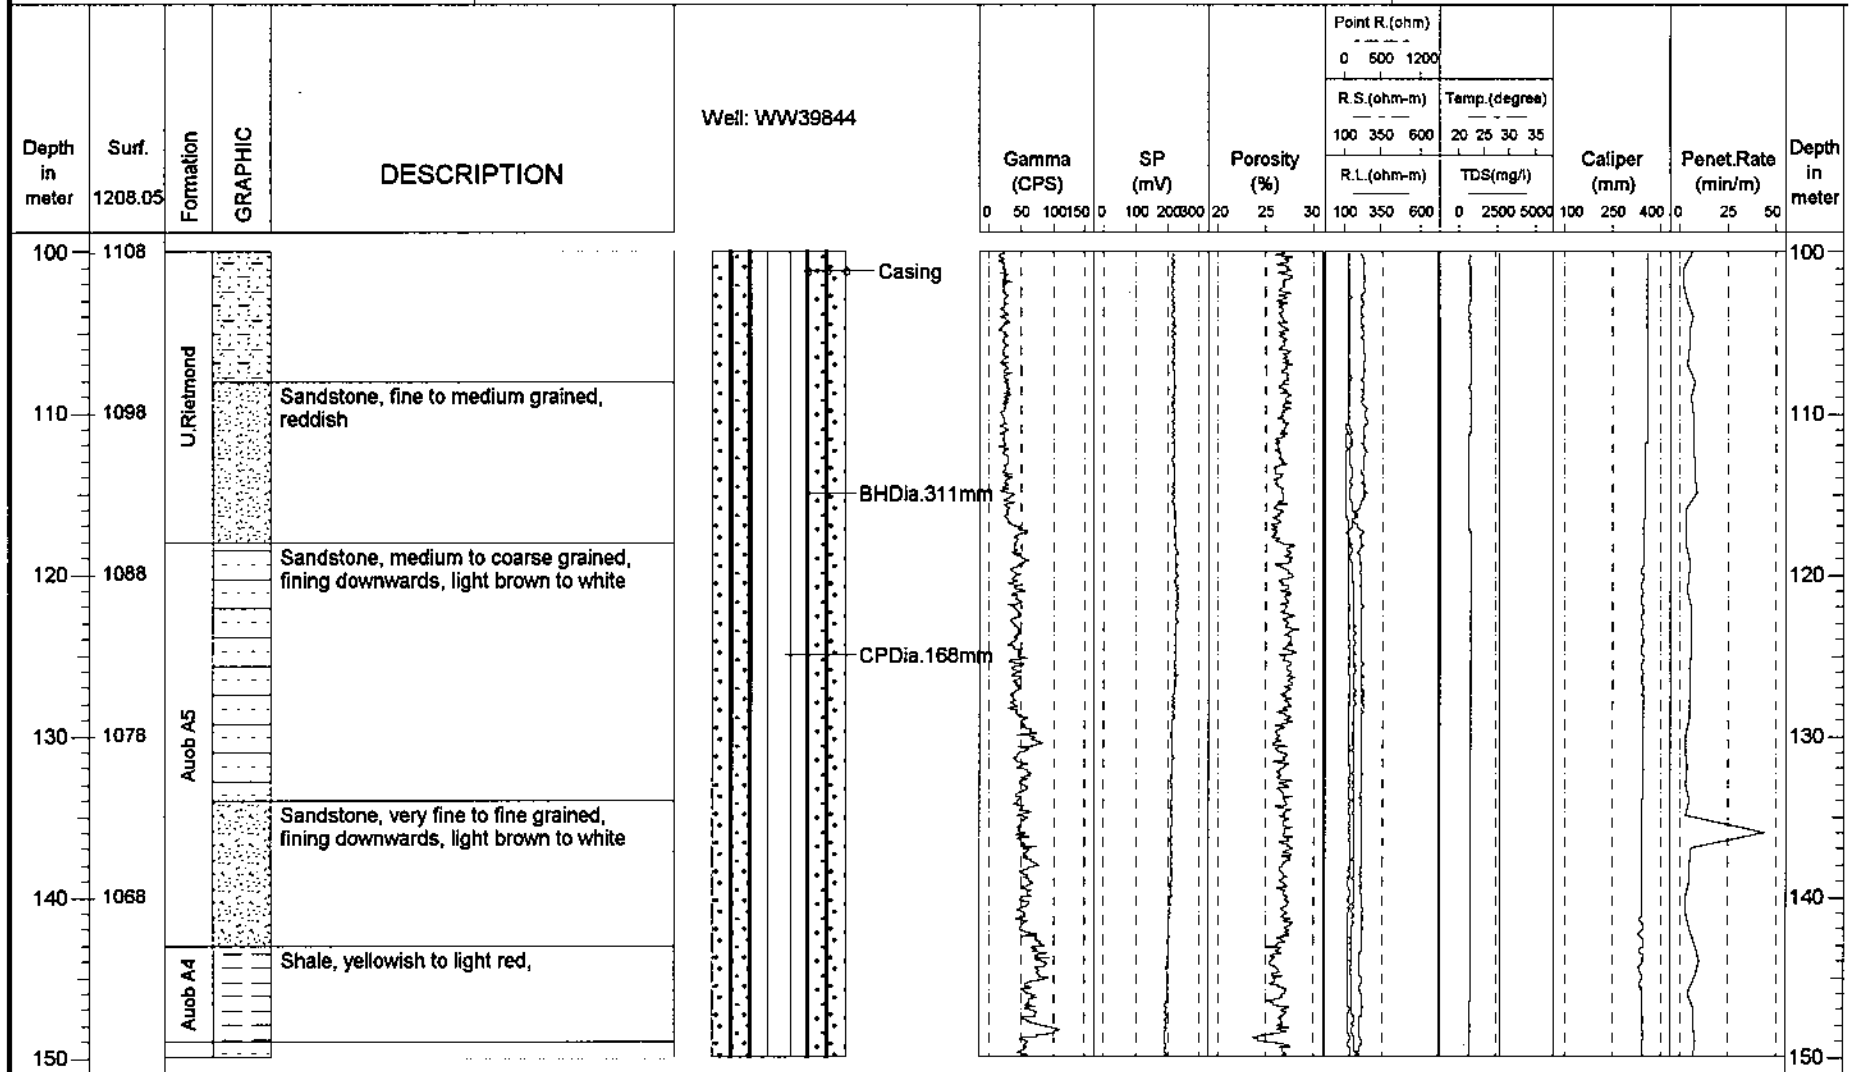 Depth
in
meter
Surf.
1208.05
Formation
GRAPHIC
DESCRIPTION
Well: WW39844
Gamma
(CPS)
0 50 100150
SP
(mV)
0 100 200300
Porosity
(%)
20 25 30
Point R.(ohm)
0 500 1200
R.S.(ohm-m)
100 350 600
R.L.(ohm-m)
100 350 600
Temp.(degree)
20 25 30 35
TDS(mg/l)
0 2500 5000
Caliper
(mm)
100 250 400
Penet.Rate
(min/m)
0 25 50
Depth
in
meter
100 1108
100
U.Rietmond
Casing
Sandstone, fine to medium grained,
reddish
110 1098
110
BHDia.311mm
Sandstone, medium to coarse grained,
fining downwards, light brown to white
120 1088
120
CPDia.168mm
Auob A5
130 1078
130
Sandstone, very fine to fine grained,
fining downwards, light brown to white
140 1068
140
Auob A4
Shale, yellowish to light red,
150
150